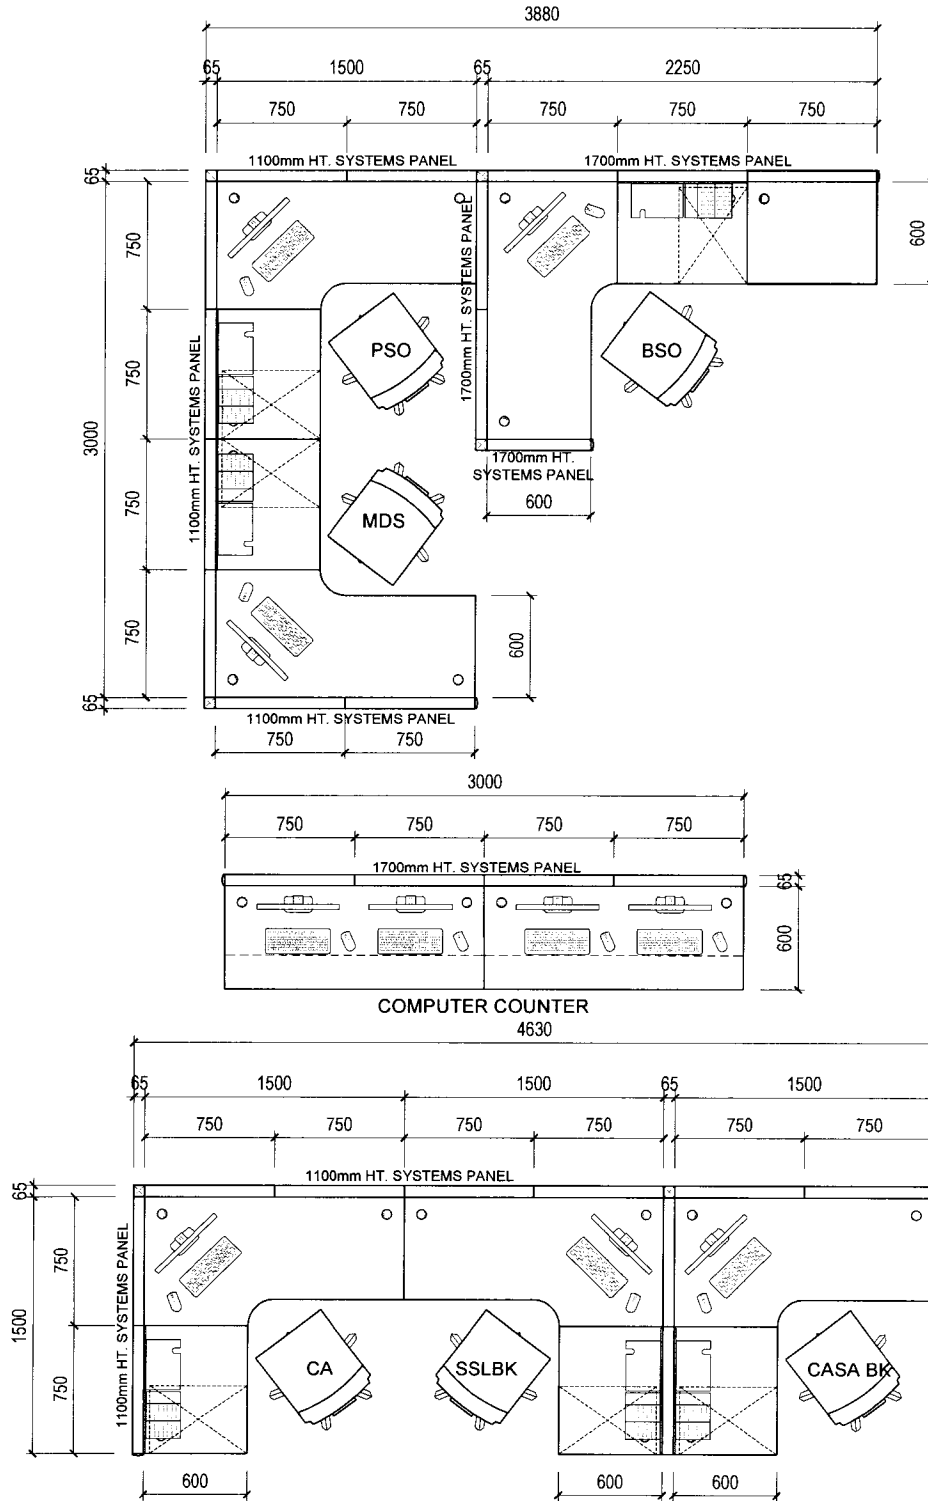 3880
65 1500 65 2250
750 750 750 750 750
1100mm HT. SYSTEMS PANEL 1700mm HT. SYSTEMS PANEL
65
750
600
1700mm HT. SYSTEMS PANEL
1700mm HT. SYSTEMS PANEL
PSO BSO
750
1100mm HT. SYSTEMS PANEL
3000
1700mm HT.
SYSTEMS PANEL
600
750
MDS
750
600
65
1100mm HT. SYSTEMS PANEL
750 750
3000
750 750 750 750
1700mm HT. SYSTEMS PANEL
65
600
COMPUTER COUNTER
4630
65 1500 1500 65 1500
750 750 750 750 750
1100mm HT. SYSTEMS PANEL
65
750
1100mm HT. SYSTEMS PANEL
1500
750
CA SSLBK CASA BK
600 600 600